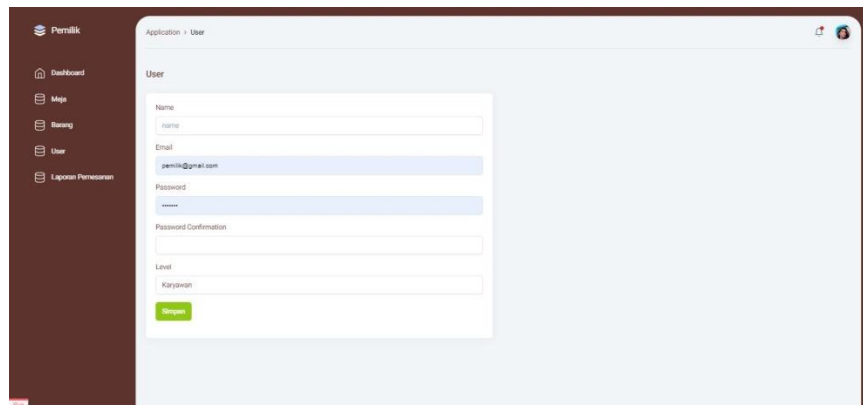 Pemilik
Application > User
Dashboard
Meja
Barang
User
Laporan Pemesanan
User
Name
name
Email
pemilik@gmail.com
Password
•••••••
Password Confirmation
Level
Karyawan
Simpan